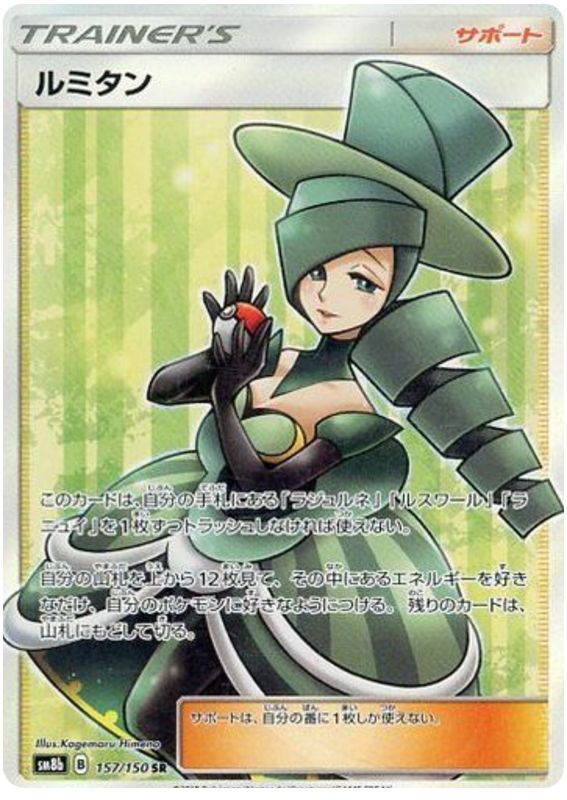 TRAINER'S サポート
ルミタン
このカードは、自分の手札にある「ラジュルネ」「ルスワール」「ラ
ニュイ」を1枚ずつトラッシュしなければ使えない。
自分の山札を上から12枚見て、その中にあるエネルギーを好き
なだけ、自分のポケモンに好きなようにつける。残りのカードは、
山札にもどして切る。
サポートは、自分の番に1枚しか使えない。
Illus.Kagemaru Himeno
sm8b B 157/150 SR